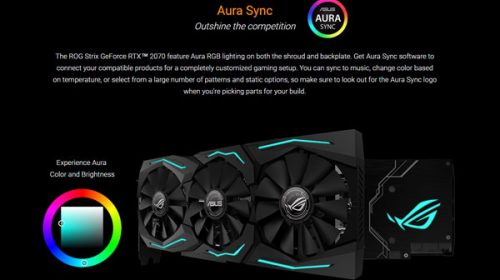 Aura Sync
Outshine the competition
ASUS
AURA
SYNC
The ROG Strix GeForce RTX™ 2070 feature Aura RGB lighting on both the shroud and backplate. Get Aura Sync software to
connect your compatible products for a completely customized gaming setup. You can sync to music, change color based
on temperature, or select from a large number of patterns and static options, so make sure to look out for the Aura Sync logo
when you're picking parts for your build.
Experience Aura
Color and Brightness
ASUS